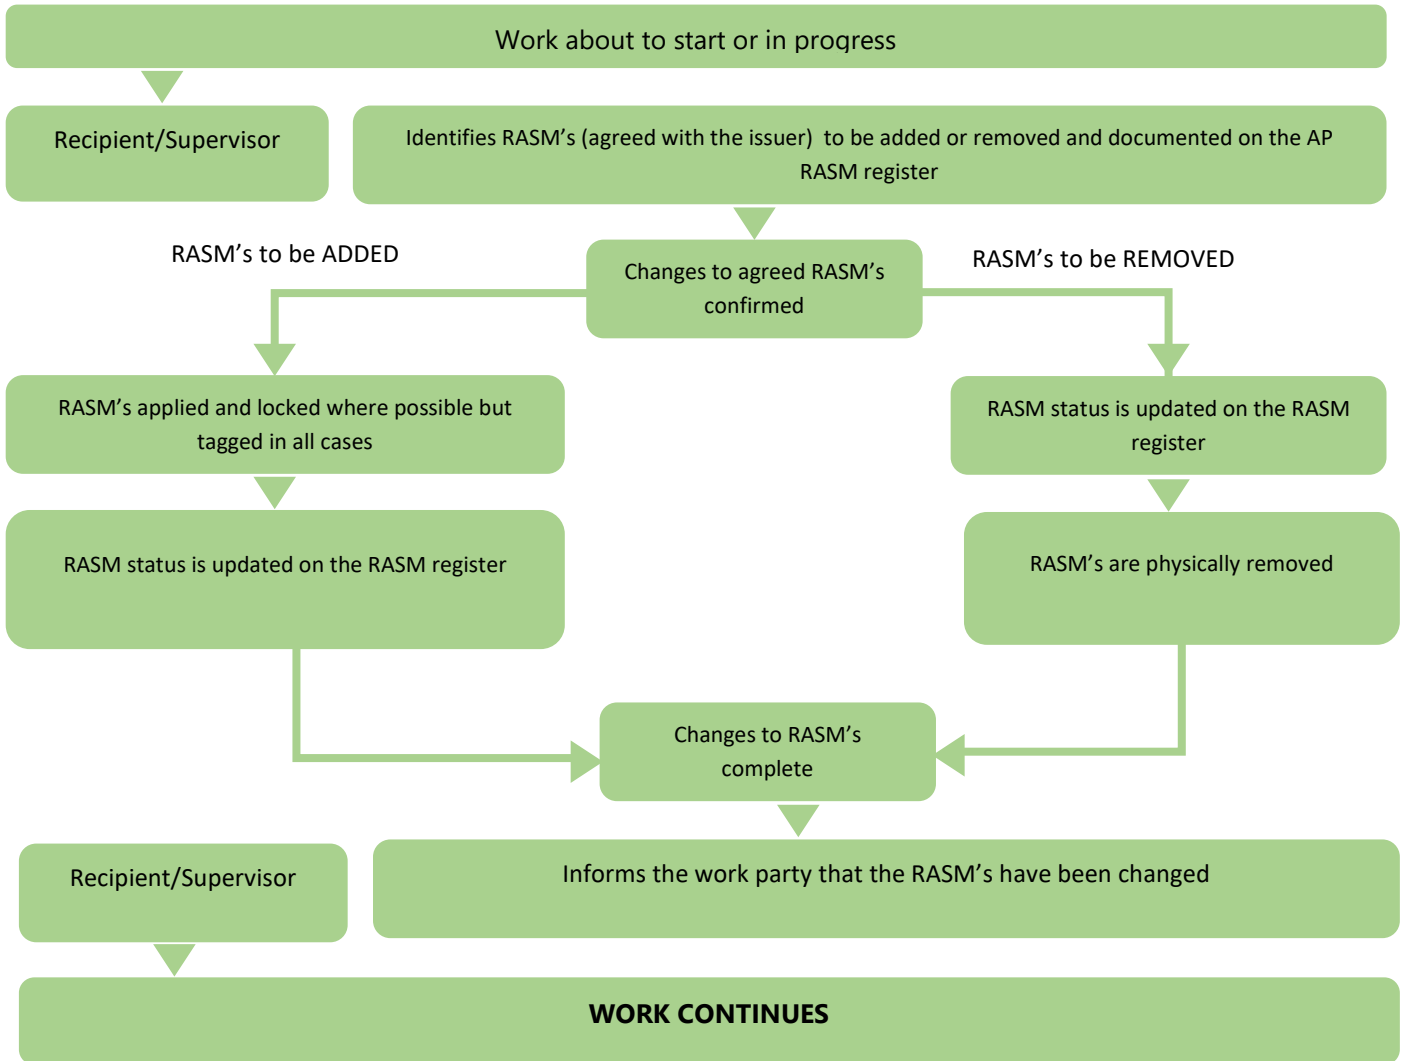 Work about to start or in progress
Recipient/Supervisor
Identifies RASM’s (agreed with the issuer)  to be added or removed and documented on the AP
RASM register
RASM’s to be ADDED
Changes to agreed RASM’s
confirmed
RASM’s to be REMOVED
RASM’s applied and locked where possible but
tagged in all cases
RASM status is updated on the RASM
register
RASM status is updated on the RASM register
RASM’s are physically removed
Changes to RASM’s
complete
Recipient/Supervisor
Informs the work party that the RASM’s have been changed
WORK CONTINUES